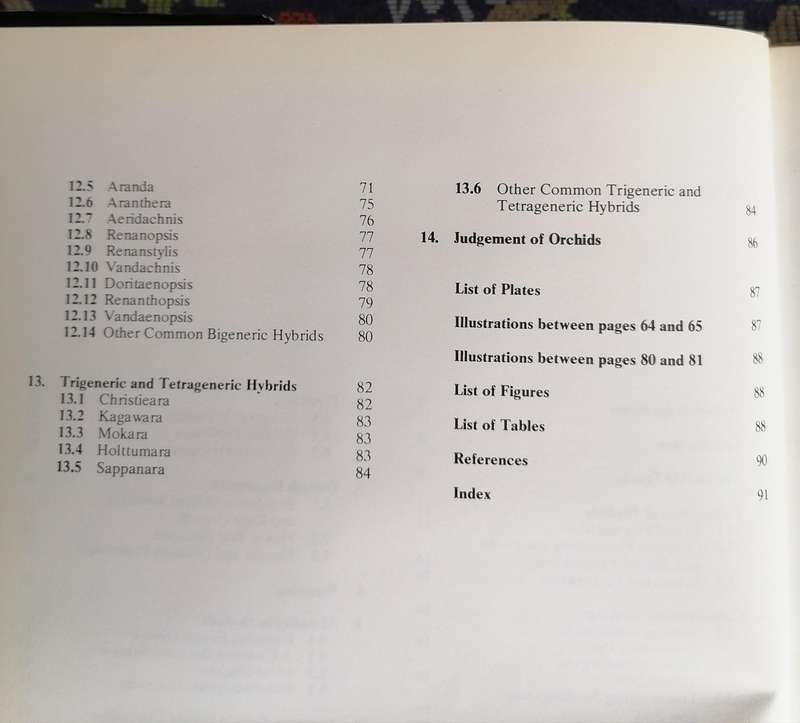 12.5 Aranda 71
12.6 Aranthera 75
12.7 Aeridachnis 76
12.8 Renanopsis 77
12.9 Renanstylis 77
12.10 Vandachnis 78
12.11 Doritaenopsis 78
12.12 Renanthopsis 79
12.13 Vandaenopsis 80
12.14 Other Common Bigeneric Hybrids 80
13. Trigeneric and Tetrageneric Hybrids 82
13.1 Christieara 82
13.2 Kagawara 83
13.3 Mokara 83
13.4 Holttumara 83
13.5 Sappanara 84
13.6 Other Common Trigeneric and
Tetrageneric Hybrids 84
14. Judgement of Orchids 86
List of Plates 87
Illustrations between pages 64 and 65 87
Illustrations between pages 80 and 81 88
List of Figures 88
List of Tables 88
References 90
Index 91